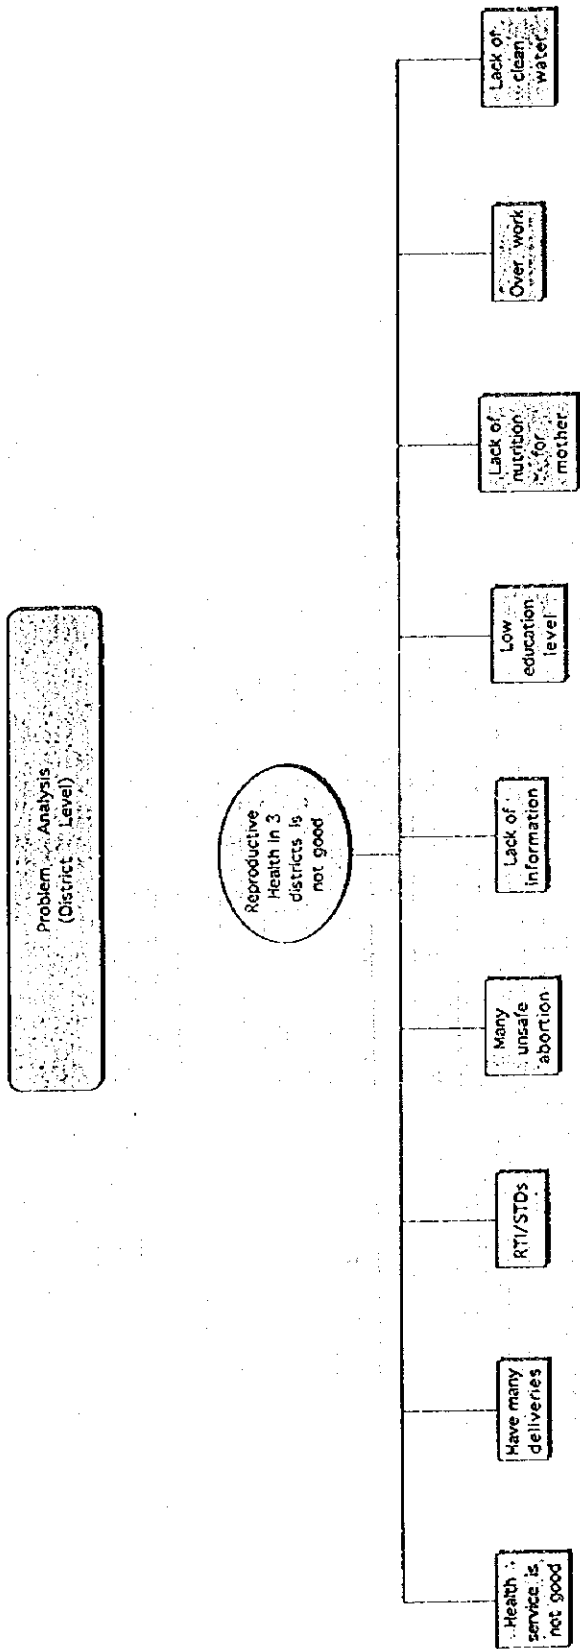 Problem Analysis
(District Level)
Reproductive
Health in 3
districts is
not good
Health
service is
not good
Have many
deliveries
RTI/STDs
Many
unsafe
abortion
Lack of
information
Low
education
level
Lack of
nutrition
for
mother
Over work
Lack of
clean
water